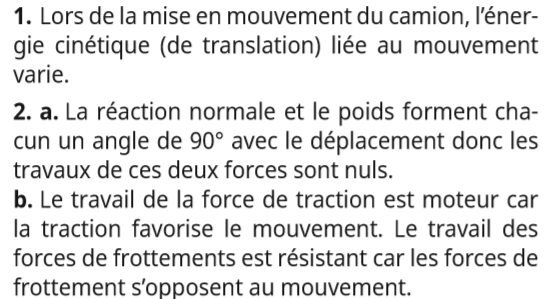 1. Lors de la mise en mouvement du camion, l’éner-
gie cinétique (de translation) liée au mouvement
varie.
2. a. La réaction normale et le poids forment cha-
cun un angle de 90° avec le déplacement donc les
travaux de ces deux forces sont nuls.
b. Le travail de la force de traction est moteur car
la traction favorise le mouvement. Le travail des
forces de frottements est résistant car les forces de
frottement s’opposent au mouvement.